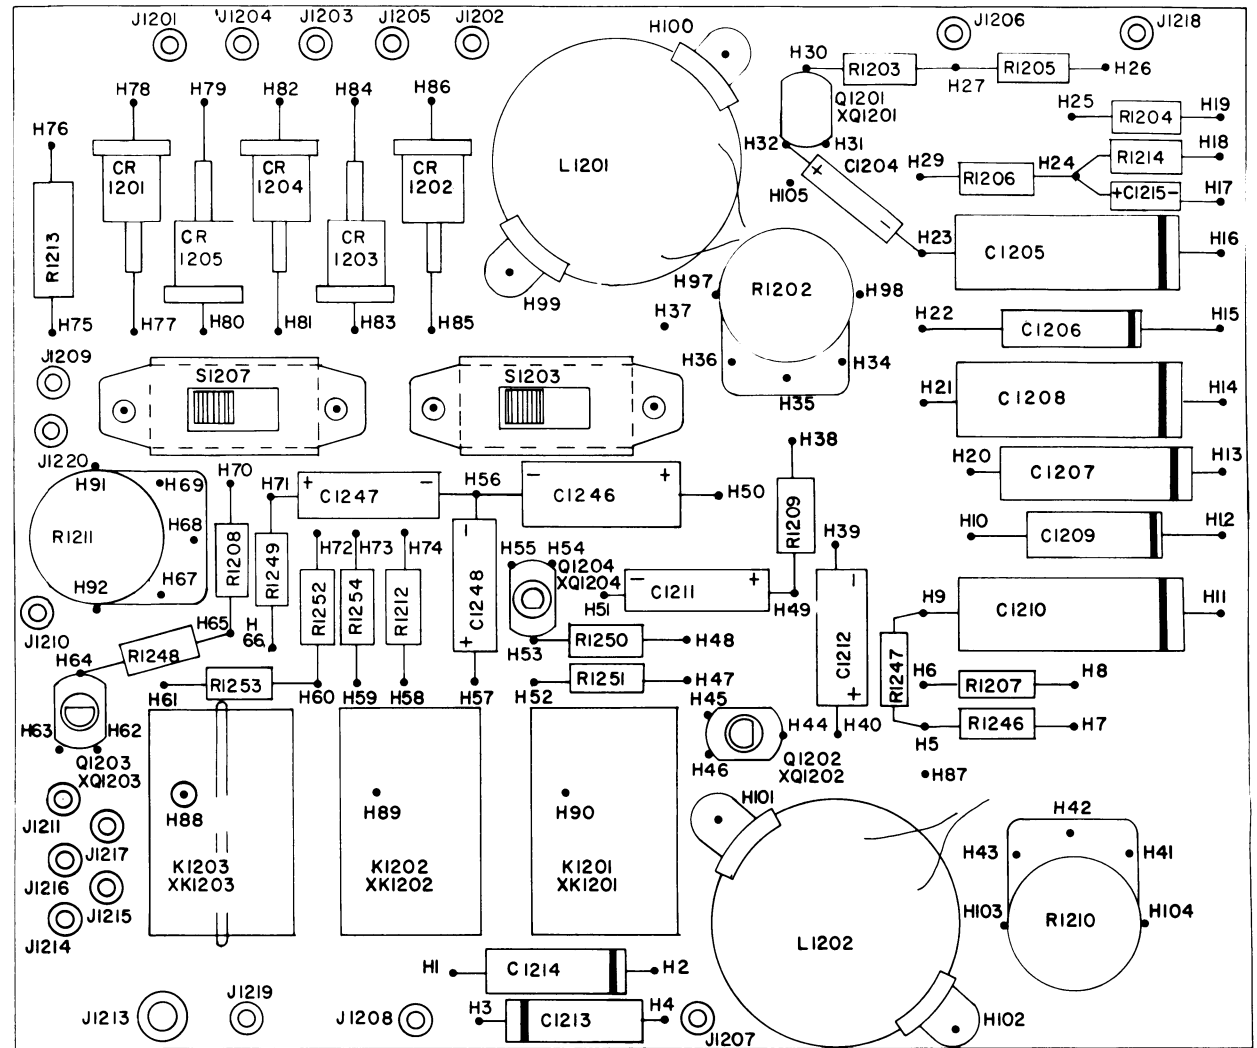 J1201 J1204 J1203 J1205 J1202
H100
J1206
J1218
H30
R1203
H27
R1205
H26
H78 H79 H82 H84 H86
Q1201
XQ1201
H25
R1204
H19
H76
H32
H31
H18
CR
1201
CR
1204
CR
1202
L1201
C1204
+
-
H105
H29
R1206
H24
R1214
+C1215-
H17
R1213
CR
1205
CR
1203
H23
C1205
H16
H99
H97
R1202
H98
H75
H77 H80 H81 H83 H85
H37
H22
C1206
H15
J1209
H36
H34
H35
S1207
S1203
H21
C1208
H14
J1220
H38
H91
H69
H70
H71
+
C1247
-
H56
-
C1246
+
H50
H20
C1207
H13
R1211
H68
R1208
R1249
H72
H73
H74
-
C1248
+
H55
H54
Q1204
XQ1204
R1209
H39
H10
C1209
H12
H67
H92
R1252
R1254
R1212
H51
-
C1211
+
H49
-
C1212
+
H9
C1210
H11
J1210
H65
H
66
H53
R1250
H48
R1248
H64
R1247
H61
R1253
H60
H59
H58
H57
H52
R1251
H47
H6
R1207
H8
H45
H63
H62
H44
H40
H5
R1246
H7
Q1203
XQ1203
H46
Q1202
XQ1202
H87
H88
H89
H90
H101
J1211
J1217
H42
H43
H41
J1216
K1203
XK1203
K1202
XK1202
K1201
XK1201
J1215
J1214
H103
R1210
H104
L1202
H1
C1214
H2
J1213
J1219
J1208
H3
C1213
H4
J1207
H102